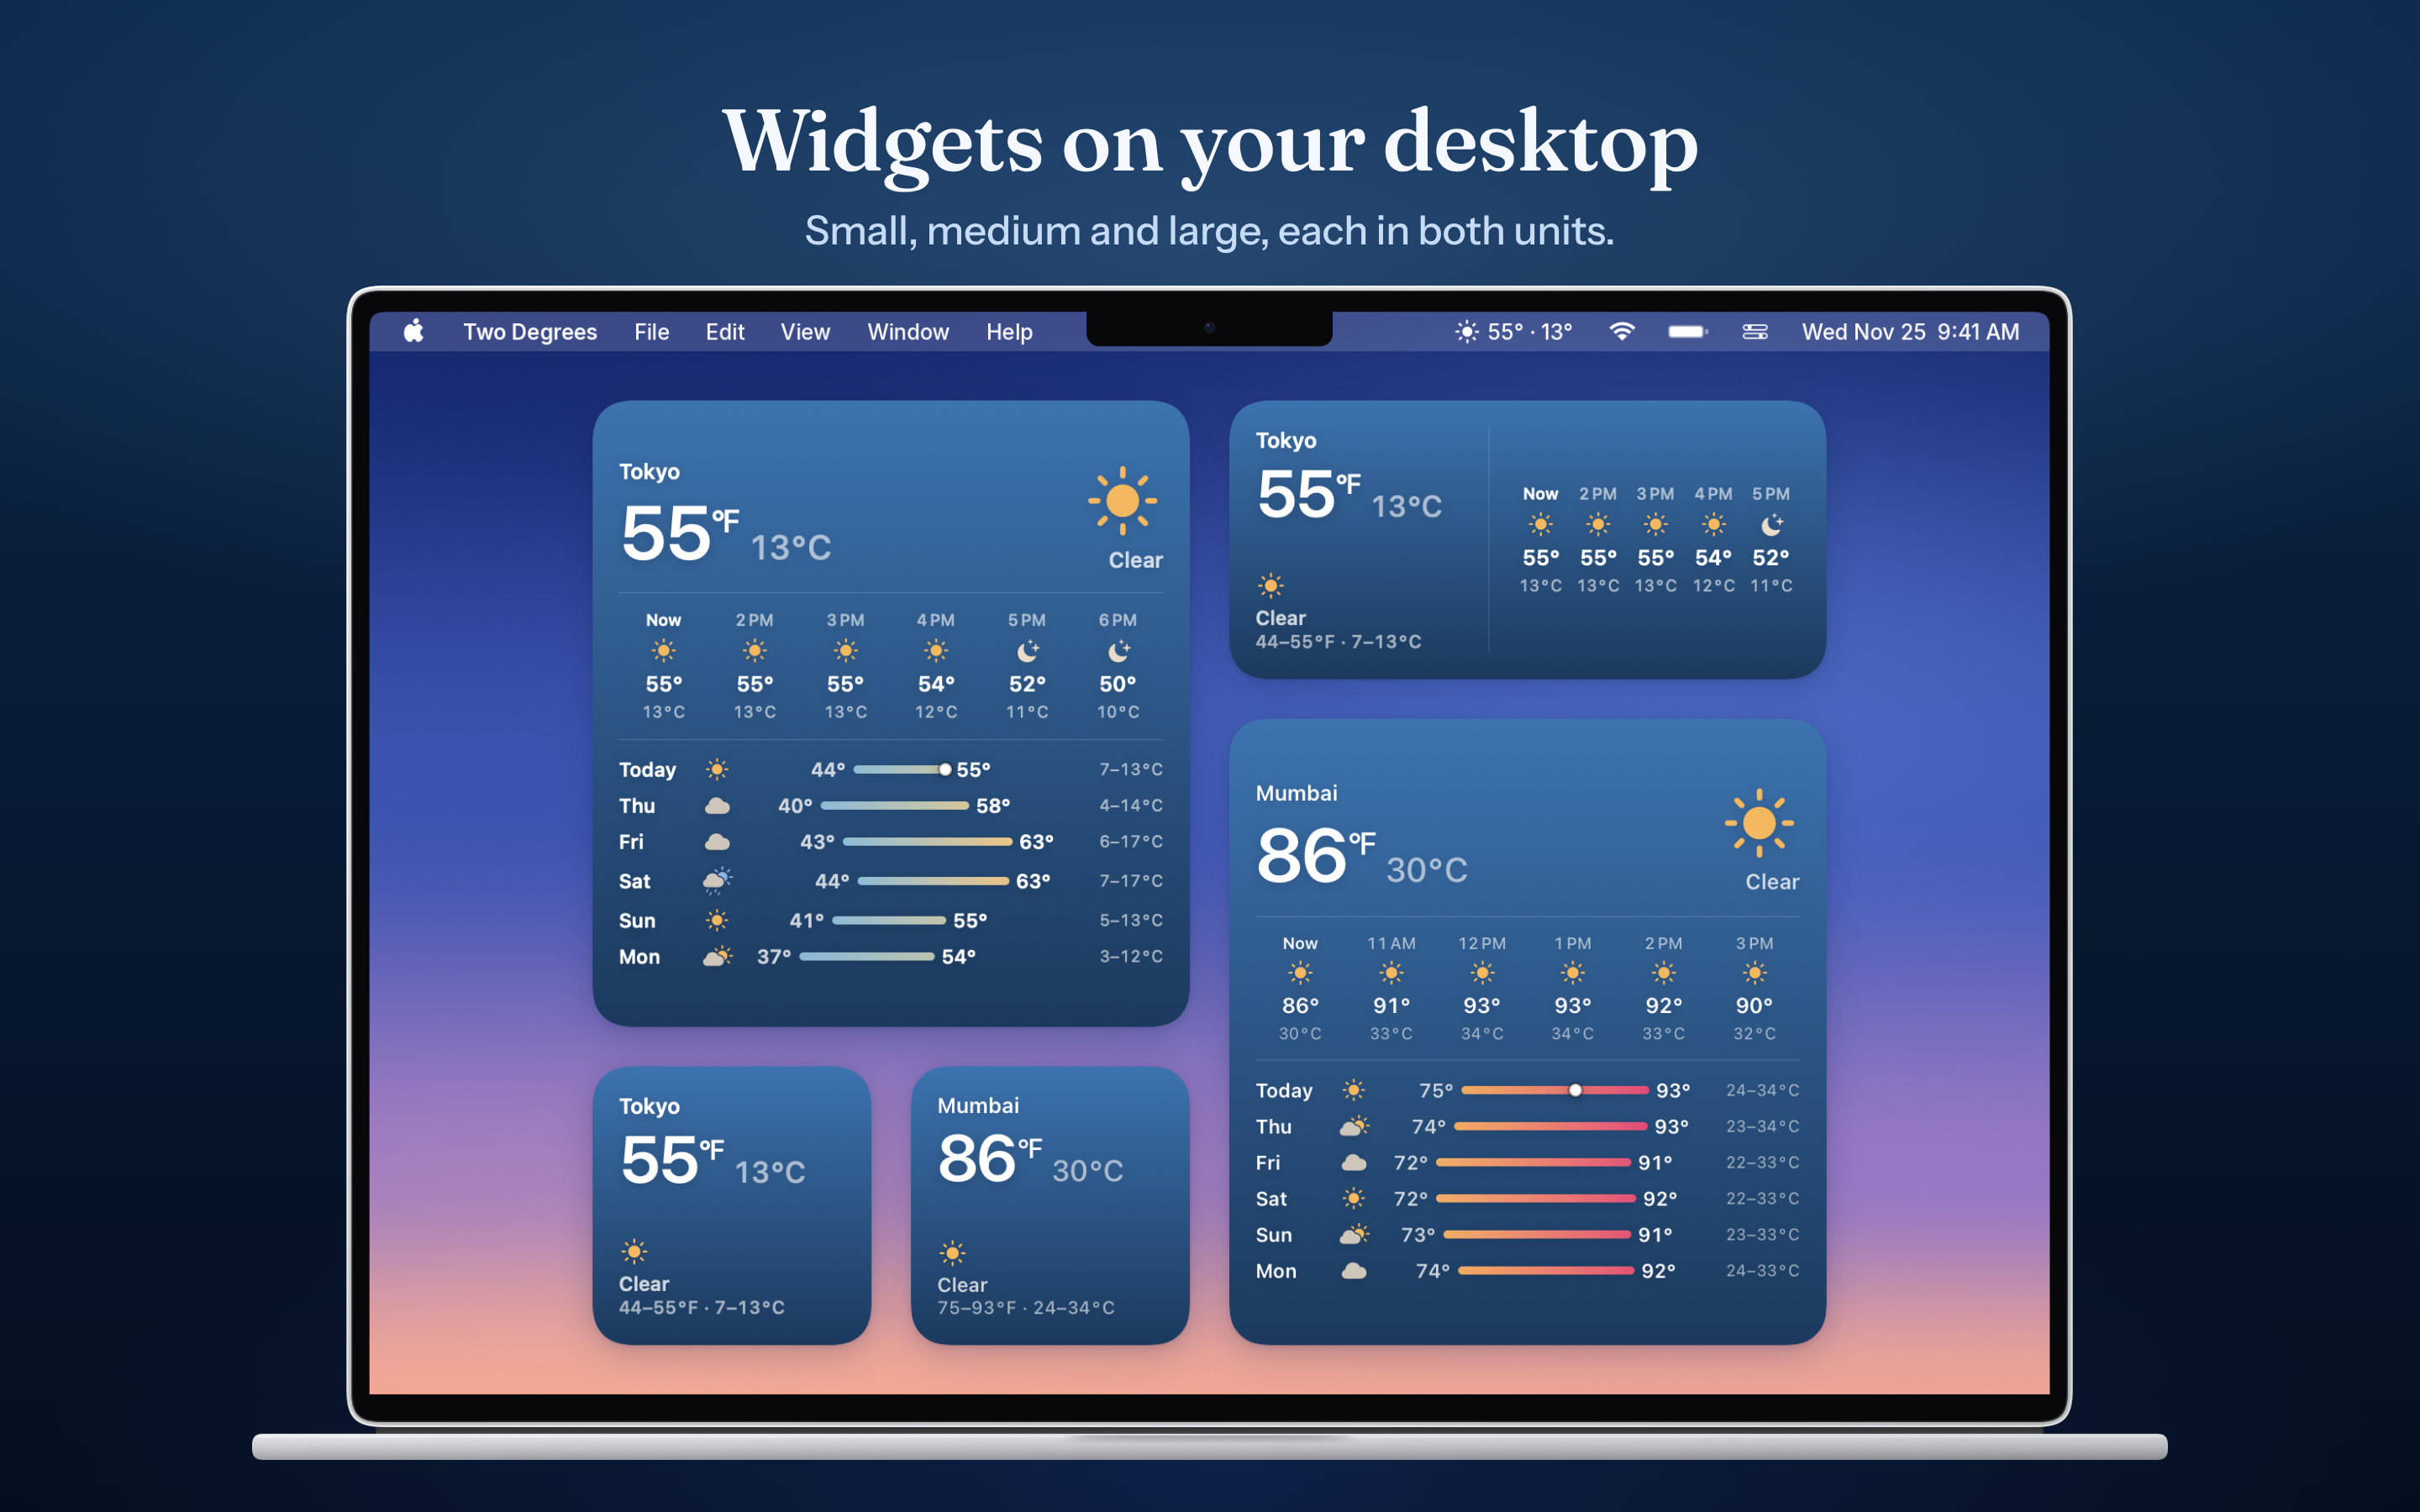 Widgets on your desktop
Small, medium and large, each in both units.
Two Degrees File Edit View Window Help 55° · 13° Wed Nov 25 9:41 AM
Tokyo
55°F 13°C
Clear
Now 2 PM 3 PM 4 PM 5 PM 6 PM
55° 55° 55° 54° 52° 50°
13°C 13°C 13°C 12°C 11°C 10°C
Today 44° 55° 7–13°C
Thu 40° 58° 4–14°C
Fri 43° 63° 6–17°C
Sat 44° 63° 7–17°C
Sun 41° 55° 5–13°C
Mon 37° 54° 3–12°C
Tokyo
55°F 13°C
Clear
44–55°F · 7–13°C
Now 2 PM 3 PM 4 PM 5 PM
55° 55° 55° 54° 52°
13°C 13°C 13°C 12°C 11°C
Tokyo
55°F 13°C
Clear
44–55°F · 7–13°C
Mumbai
86°F 30°C
Clear
75–93°F · 24–34°C
Mumbai
86°F 30°C
Clear
Now 11 AM 12 PM 1 PM 2 PM 3 PM
86° 91° 93° 93° 92° 90°
30°C 33°C 34°C 34°C 33°C 32°C
Today 75° 93° 24–34°C
Thu 74° 93° 23–34°C
Fri 72° 91° 22–33°C
Sat 72° 92° 22–33°C
Sun 73° 91° 23–33°C
Mon 74° 92° 24–33°C